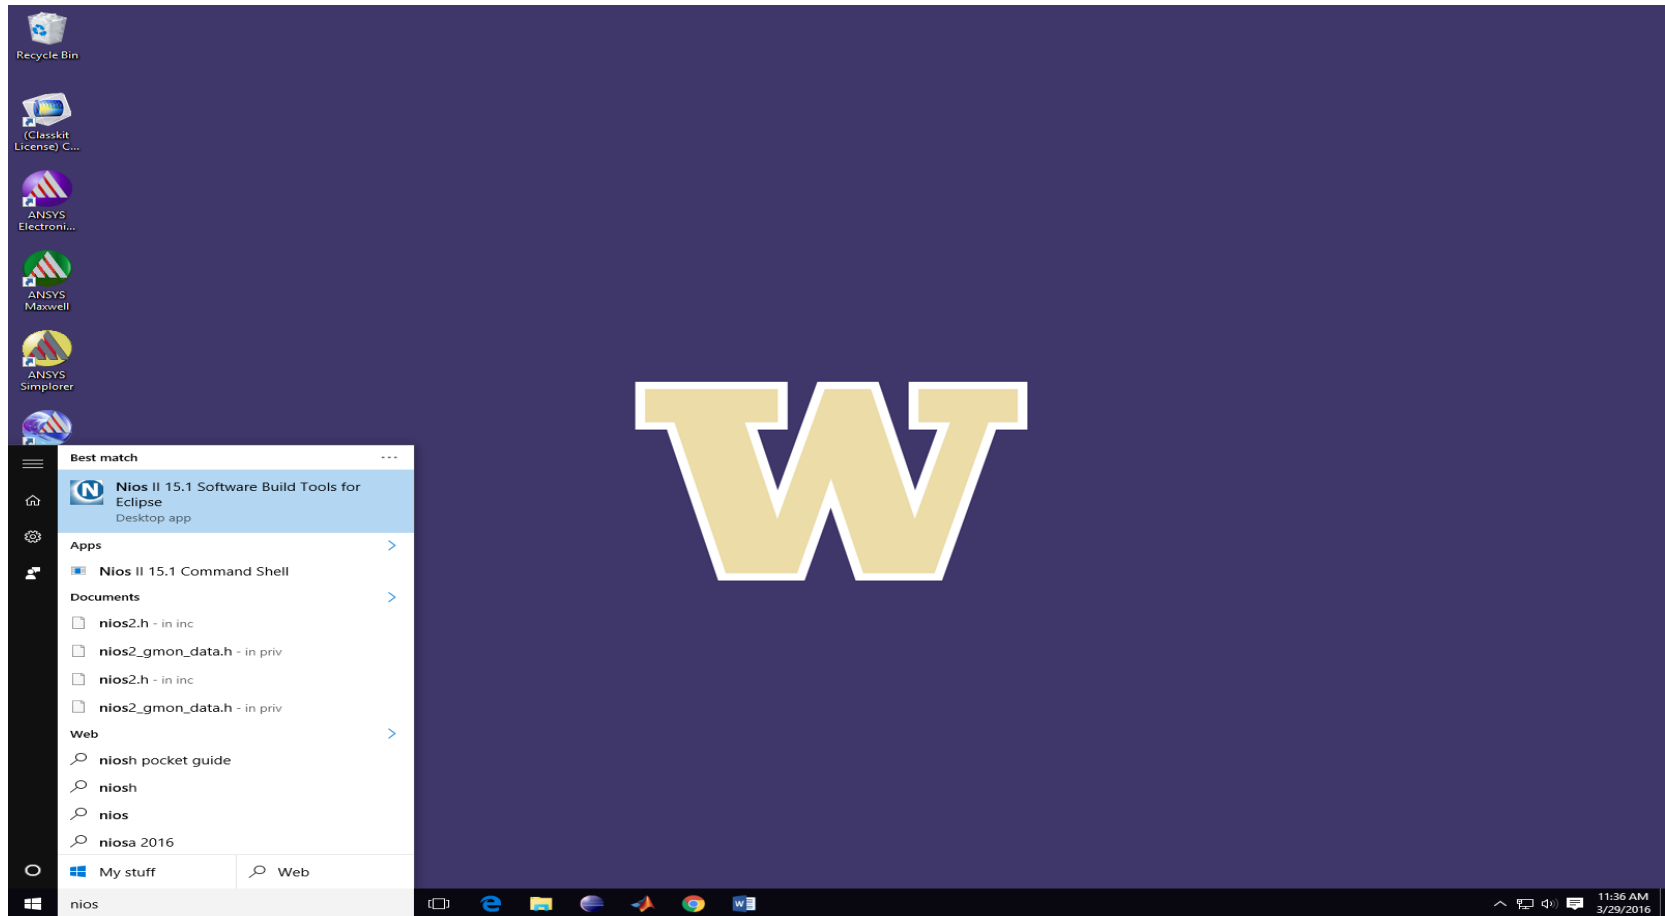 Recycle Bin
(Classkit
License) C...
ANSYS
Electroni...
ANSYS
Maxwell
ANSYS
Simplorer
Best match
Nios II 15.1 Software Build Tools for
Eclipse
Desktop app
Apps
Nios II 15.1 Command Shell
Documents
nios2.h - in inc
nios2_gmon_data.h - in priv
nios2.h - in inc
nios2_gmon_data.h - in priv
Web
niosh pocket guide
niosh
nios
niosa 2016
My stuff
Web
nios
W
11:36 AM
3/29/2016